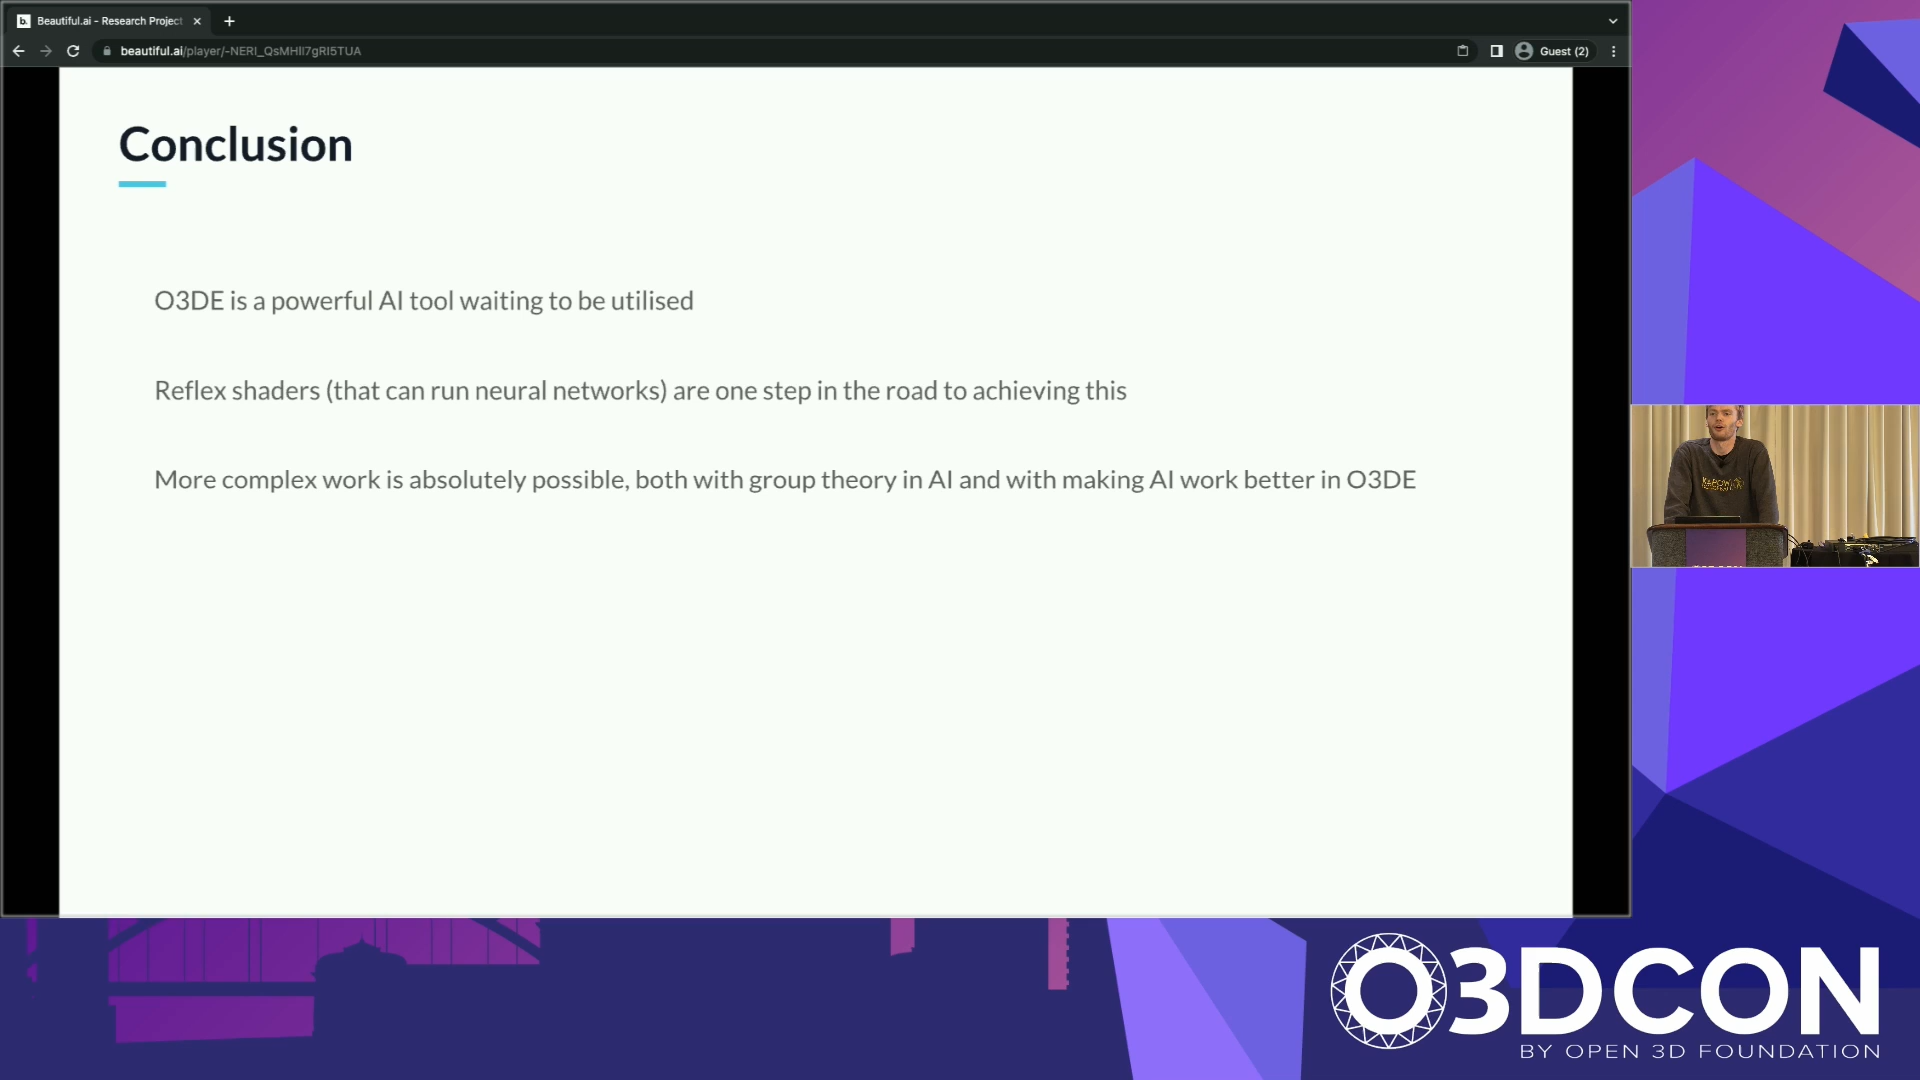 b. Beautiful.ai - Research Project
beautiful.ai/player/-NERI_QsMHIl7gRI5TUA
Guest (2)
Conclusion
O3DE is a powerful AI tool waiting to be utilised
Reflex shaders (that can run neural networks) are one step in the road to achieving this
More complex work is absolutely possible, both with group theory in AI and with making AI work better in O3DE
O3DCON
BY OPEN 3D FOUNDATION